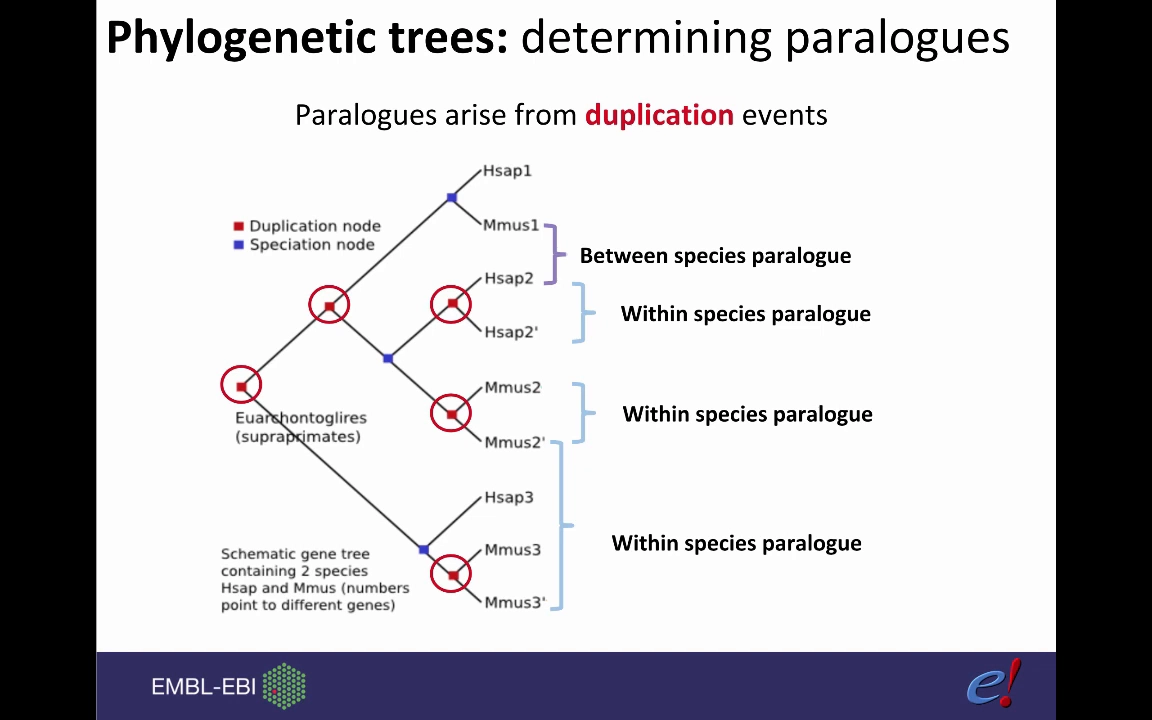 Phylogenetic trees: determining paralogues
Paralogues arise from duplication events
Hsap1
Duplication node
Speciation node
Mmus1
Between species paralogue
Hsap2
Within species paralogue
Hsap2'
Mmus2
Within species paralogue
Euarchontoglires
(supraprimates)
Mmus2'
Hsap3
Within species paralogue
Mmus3
Schematic gene tree
containing 2 species
Hsap and Mmus (numbers
point to different genes)
Mmus3'
EMBL-EBI
e!